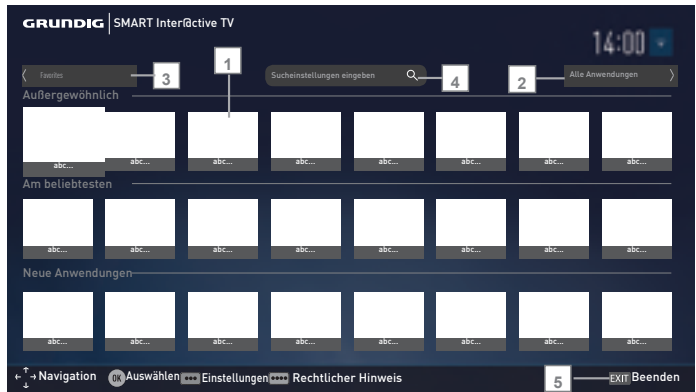 GRUNDIG SMART Inter@ctive TV
14:00
Favorites
Sucheinstellungen eingeben
Alle Anwendungen
1
3
4
2
Außergewöhnlich
abc... abc... abc... abc... abc... abc... abc... abc...
Am beliebtesten
abc... abc... abc... abc... abc... abc... abc... abc...
Neue Anwendungen
abc... abc... abc... abc... abc... abc... abc... abc...
Navigation OK Auswählen Einstellungen Rechtlicher Hinweis 5 EXIT Beenden